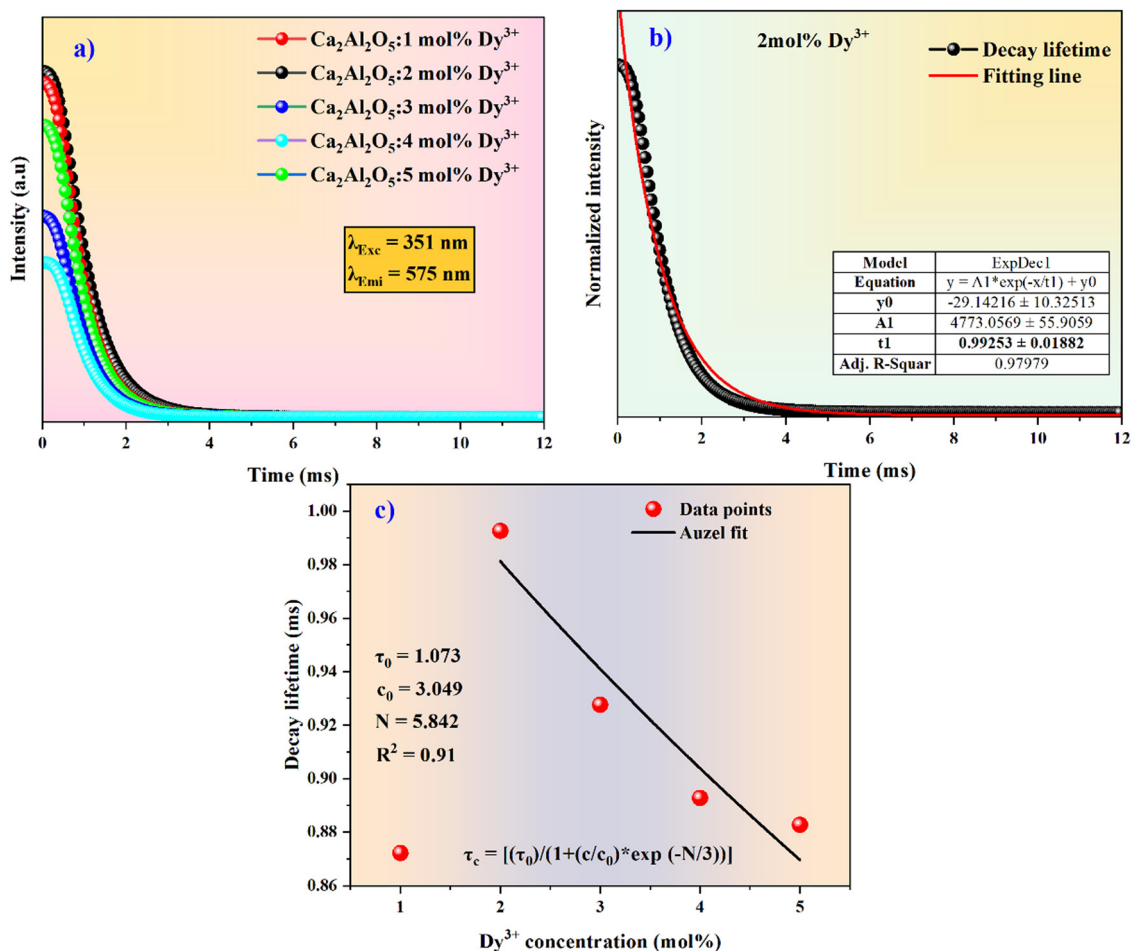 a)
Ca₂Al₂O₅:1 mol% Dy³⁺
Ca₂Al₂O₅:2 mol% Dy³⁺
Ca₂Al₂O₅:3 mol% Dy³⁺
Ca₂Al₂O₅:4 mol% Dy³⁺
Ca₂Al₂O₅:5 mol% Dy³⁺
λExc = 351 nm
λEmi = 575 nm
Intensity (a.u)
0 2 4 6 8 10 12
Time (ms)
b)
2mol% Dy³⁺
Decay lifetime
Fitting line
Normalized intensity
Model ExpDec1
Equation y = A1*exp(-x/t1) + y0
y0 -29.14216 ± 10.32513
A1 4773.0569 ± 55.9059
t1 0.99253 ± 0.01882
Adj. R-Squar 0.97979
0 2 4 6 8 10 12
Time (ms)
c)
Data points
Auzel fit
Decay lifetime (ms)
1.00
0.98
0.96
0.94
0.92
0.90
0.88
0.86
τ₀ = 1.073
c₀ = 3.049
N = 5.842
R² = 0.91
τc = [(τ₀)/(1+(c/c₀)*exp (-N/3))]
1 2 3 4 5
Dy³⁺ concentration (mol%)